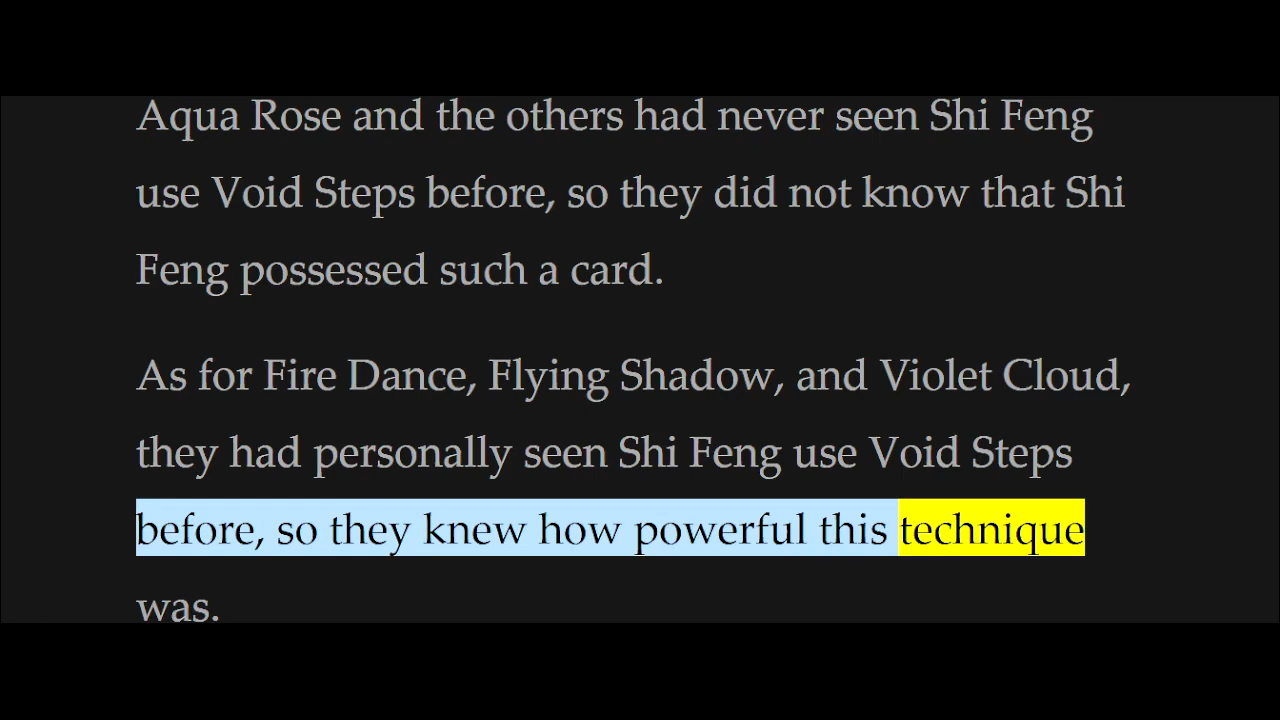 Aqua Rose and the others had never seen Shi Feng
use Void Steps before, so they did not know that Shi
Feng possessed such a card.
As for Fire Dance, Flying Shadow, and Violet Cloud,
they had personally seen Shi Feng use Void Steps
before, so they knew how powerful this technique
was.